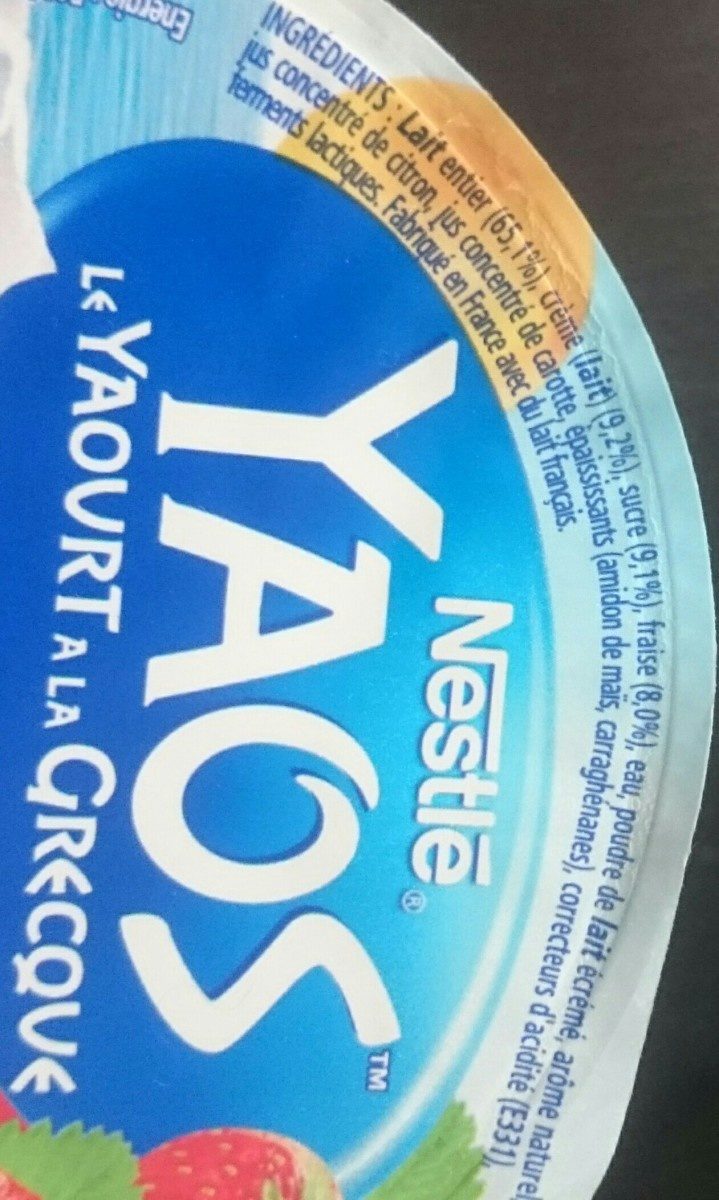 INGRÉDIENTS : Lait entier (65,1%), crème (lait) (9,2%), sucre (9,1%), fraise (8,0%), eau, poudre de lait écrémé, arôme naturel
jus concentré de citron, jus concentré de carotte, épaississants (amidon de maïs, carraghénanes), correcteurs d'acidité (E331),
ferments lactiques. Fabriqué en France avec du lait français.
Nestlé®
YAOS™
LE YAOURT A LA GRECQUE